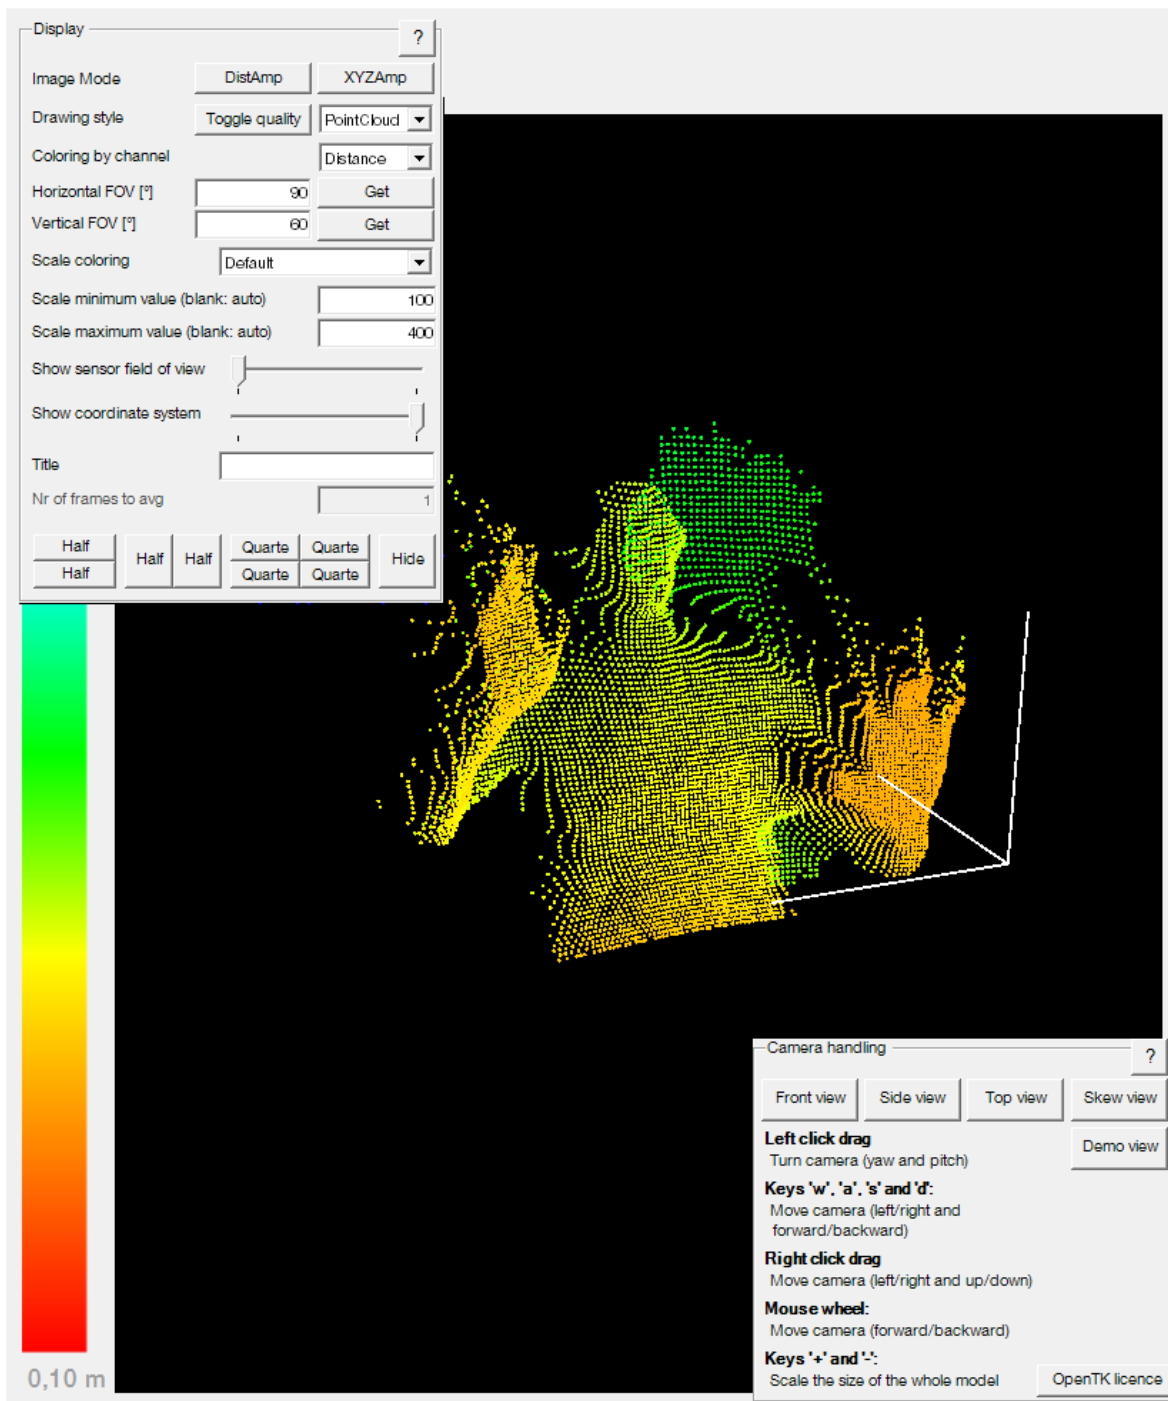 Display
?
Image Mode DistAmp XYZAmp
Drawing style Toggle quality PointCloud
Coloring by channel Distance
Horizontal FOV [°] 90 Get
Vertical FOV [°] 60 Get
Scale coloring Default
Scale minimum value (blank: auto) 100
Scale maximum value (blank: auto) 400
Show sensor field of view
Show coordinate system
Title
Nr of frames to avg 1
Half Half Half Quarte Quarte Hide
Half Quarte Quarte
0,10 m
Camera handling
?
Front view Side view Top view Skew view
Left click drag Demo view
Turn camera (yaw and pitch)
Keys 'w', 'a', 's' and 'd':
Move camera (left/right and
forward/backward)
Right click drag
Move camera (left/right and up/down)
Mouse wheel:
Move camera (forward/backward)
Keys '+' and '-':
Scale the size of the whole model OpenTK licence